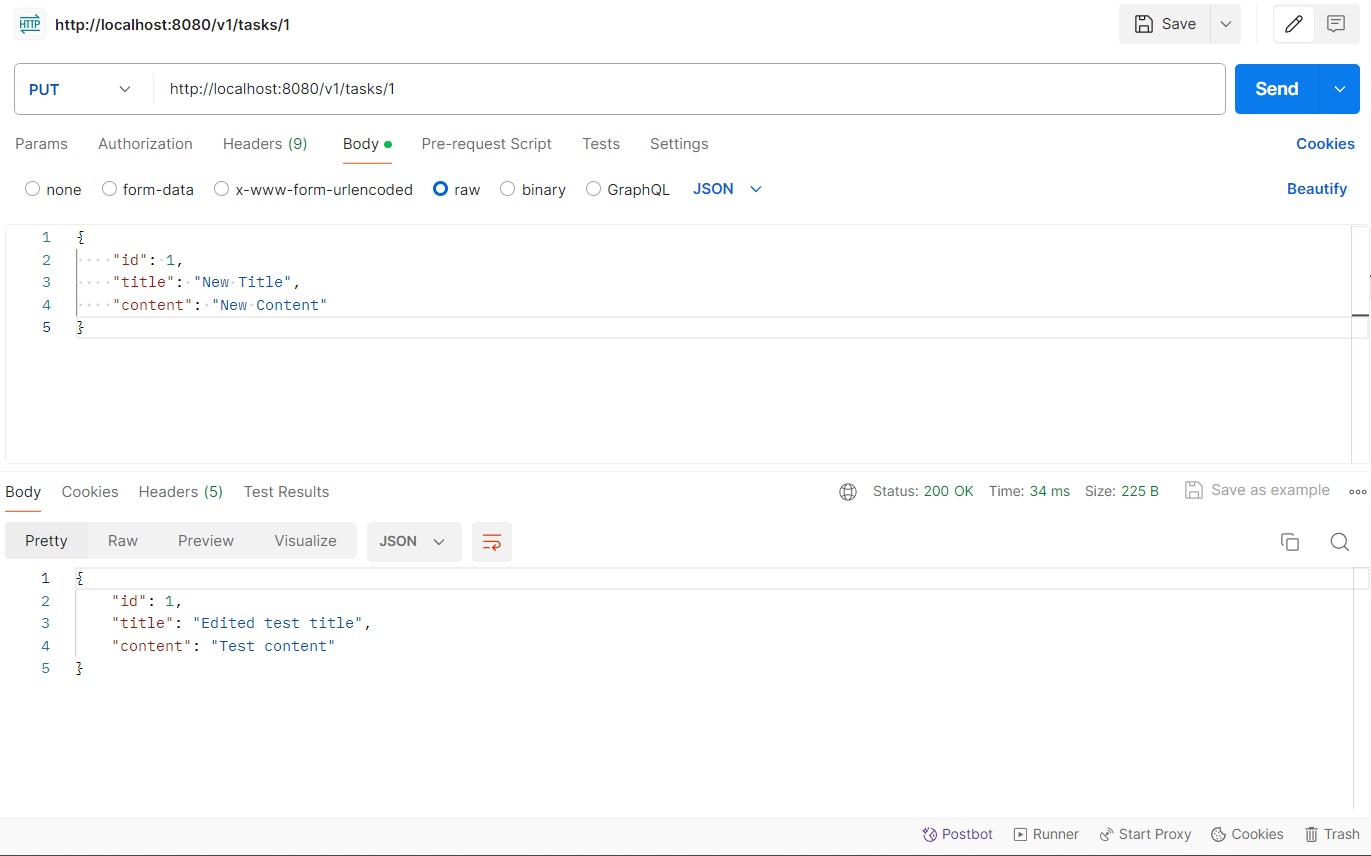 HTTP http://localhost:8080/v1/tasks/1 Save
PUT http://localhost:8080/v1/tasks/1 Send
Params Authorization Headers (9) Body Pre-request Script Tests Settings Cookies
none form-data x-www-form-urlencoded raw binary GraphQL JSON Beautify
1 {
2 "id": 1,
3 "title": "New Title",
4 "content": "New Content"
5 }
Body Cookies Headers (5) Test Results Status: 200 OK Time: 34 ms Size: 225 B Save as example
Pretty Raw Preview Visualize JSON
1 {
2 "id": 1,
3 "title": "Edited test title",
4 "content": "Test content"
5 }
Postbot Runner Start Proxy Cookies Trash